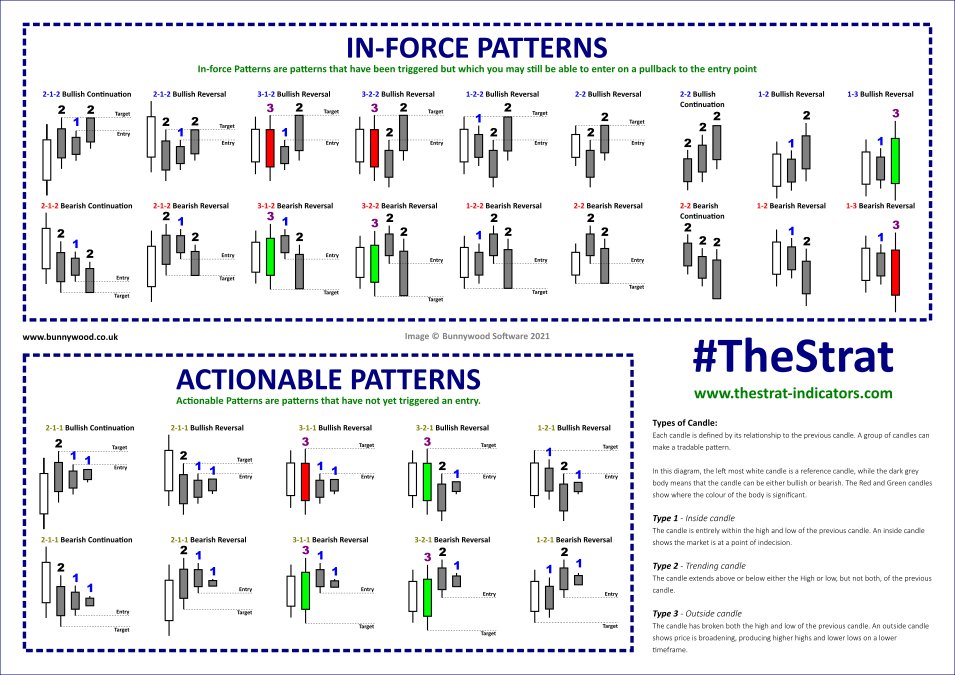 IN-FORCE PATTERNS
In-force Patterns are patterns that have been triggered but which you may still be able to enter on a pullback to the entry point
2-1-2 Bullish Continuation
2 1 2 Target Entry
2-1-2 Bullish Reversal
2 1 2 Target Entry
3-1-2 Bullish Reversal
3 1 2 Target Entry
3-2-2 Bullish Reversal
3 2 2 Target Entry
1-2-2 Bullish Reversal
1 2 2 Target Entry
2-2 Bullish Reversal
2 2 Target Entry
2-2 Bullish
Continuation
2 2 2
1-2 Bullish Reversal
1 2
1-3 Bullish Reversal
1 3
2-1-2 Bearish Continuation
2 1 2 Entry Target
2-1-2 Bearish Reversal
2 1 2 Entry Target
3-1-2 Bearish Reversal
3 1 2 Entry Target
3-2-2 Bearish Reversal
3 2 2 Entry Target
1-2-2 Bearish Reversal
1 2 2 Entry Target
2-2 Bearish Reversal
2 2 Entry Target
2-2 Bearish
Continuation
2 2 2
1-2 Bearish Reversal
1 2
1-3 Bearish Reversal
1 3
www.bunnywood.co.uk
Image © Bunnywood Software 2021
ACTIONABLE PATTERNS
Actionable Patterns are patterns that have not yet triggered an entry.
2-1-1 Bullish Continuation
2 1 1 Target Entry
2-1-1 Bullish Reversal
2 1 1 Target Entry
3-1-1 Bullish Reversal
3 1 1 Target Entry
3-2-1 Bullish Reversal
3 2 1 Target Entry
1-2-1 Bullish Reversal
1 2 1 Target Entry
2-1-1 Bearish Continuation
2 1 1 Entry Target
2-1-1 Bearish Reversal
2 1 1 Entry Target
3-1-1 Bearish Reversal
3 1 1 Entry Target
3-2-1 Bearish Reversal
3 2 1 Entry Target
1-2-1 Bearish Reversal
1 2 1 Entry Target
#TheStrat
www.thestrat-indicators.com
Types of Candle:
Each candle is defined by its relationship to the previous candle. A group of candles can
make a tradable pattern.
In this diagram, the left most white candle is a reference candle, while the dark grey
body means that the candle can be either bullish or bearish. The Red and Green candles
show where the colour of the body is significant.
Type 1 - Inside candle
The candle is entirely within the high and low of the previous candle. An inside candle
shows the market is at a point of indecision.
Type 2 - Trending candle
The candle extends above or below either the High or low, but not both, of the previous
candle.
Type 3 - Outside candle
The candle has broken both the high and low of the previous candle. An outside candle
shows price is broadening, producing higher highs and lower lows on a lower
timeframe.